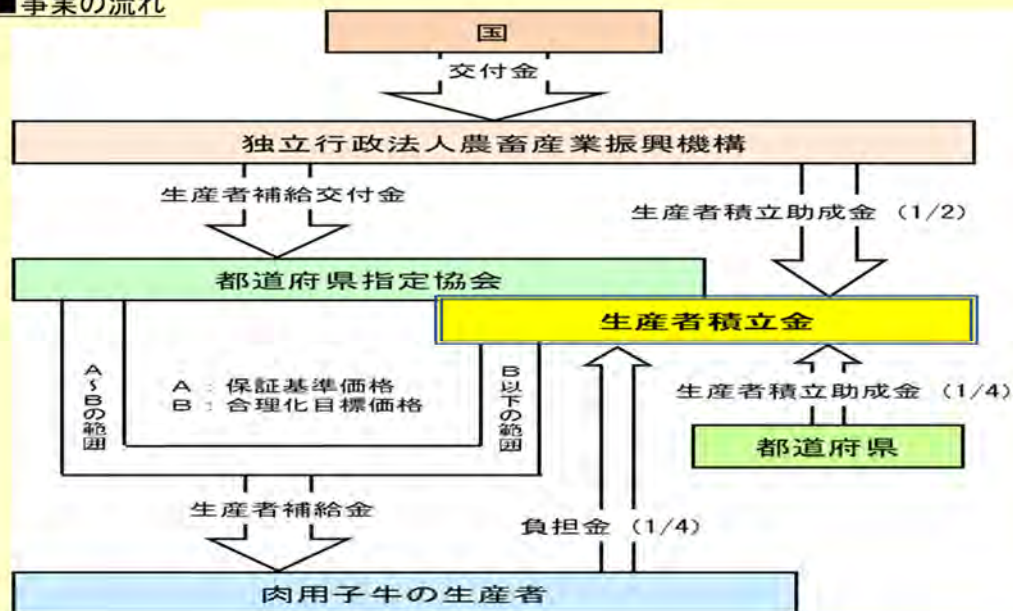 ■事業の流れ
国
交付金
独立行政法人農畜産業振興機構
生産者補給交付金
生産者積立助成金（1/2）
都道府県指定協会
生産者積立金
A～Bの範囲
A：保証基準価格
B：合理化目標価格
B以下の範囲
生産者積立助成金（1/4）
都道府県
生産者補給金
負担金（1/4）
肉用子牛の生産者